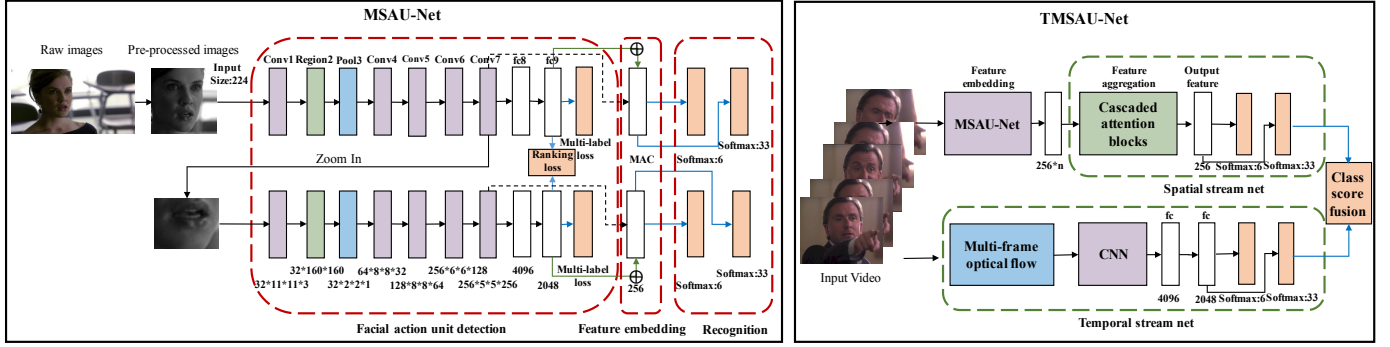 MSAU-Net
Raw images
Pre-processed images
Input
Size:224
Conv1
Region2
Pool3
Conv4
Conv5
Conv6
Conv7
fc8
fc9
Multi-label
loss
Ranking
loss
MAC
Softmax:6
Softmax:33
Zoom In
32*11*11*3
32*160*160
32*2*2*1
64*8*8*32
128*8*8*64
256*6*6*128
256*5*5*256
4096
2048
Multi-label
loss
256
Softmax:6
Softmax:33
Facial action unit detection
Feature embedding
Recognition
TMSAU-Net
Feature
embedding
MSAU-Net
256*n
Feature
aggregation
Cascaded
attention
blocks
Output
feature
256
Softmax:6
Softmax:33
Spatial stream net
Class
score
fusion
Input Video
Multi-frame
optical flow
CNN
fc
fc
4096
2048
Softmax:6
Softmax:33
Temporal stream net